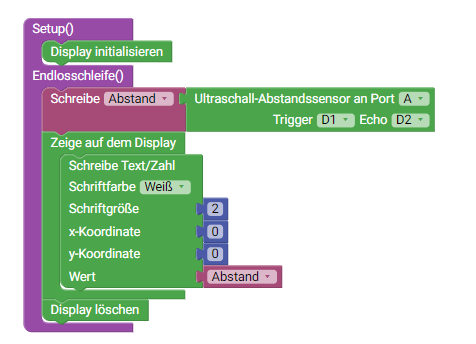 Setup()
Display initialisieren
Endlosschleife()
Schreibe Abstand Ultraschall-Abstandssensor an Port A
Trigger D1 Echo D2
Zeige auf dem Display
Schreibe Text/Zahl
Schriftfarbe Weiß
Schriftgröße 2
x-Koordinate 0
y-Koordinate 0
Wert Abstand
Display löschen